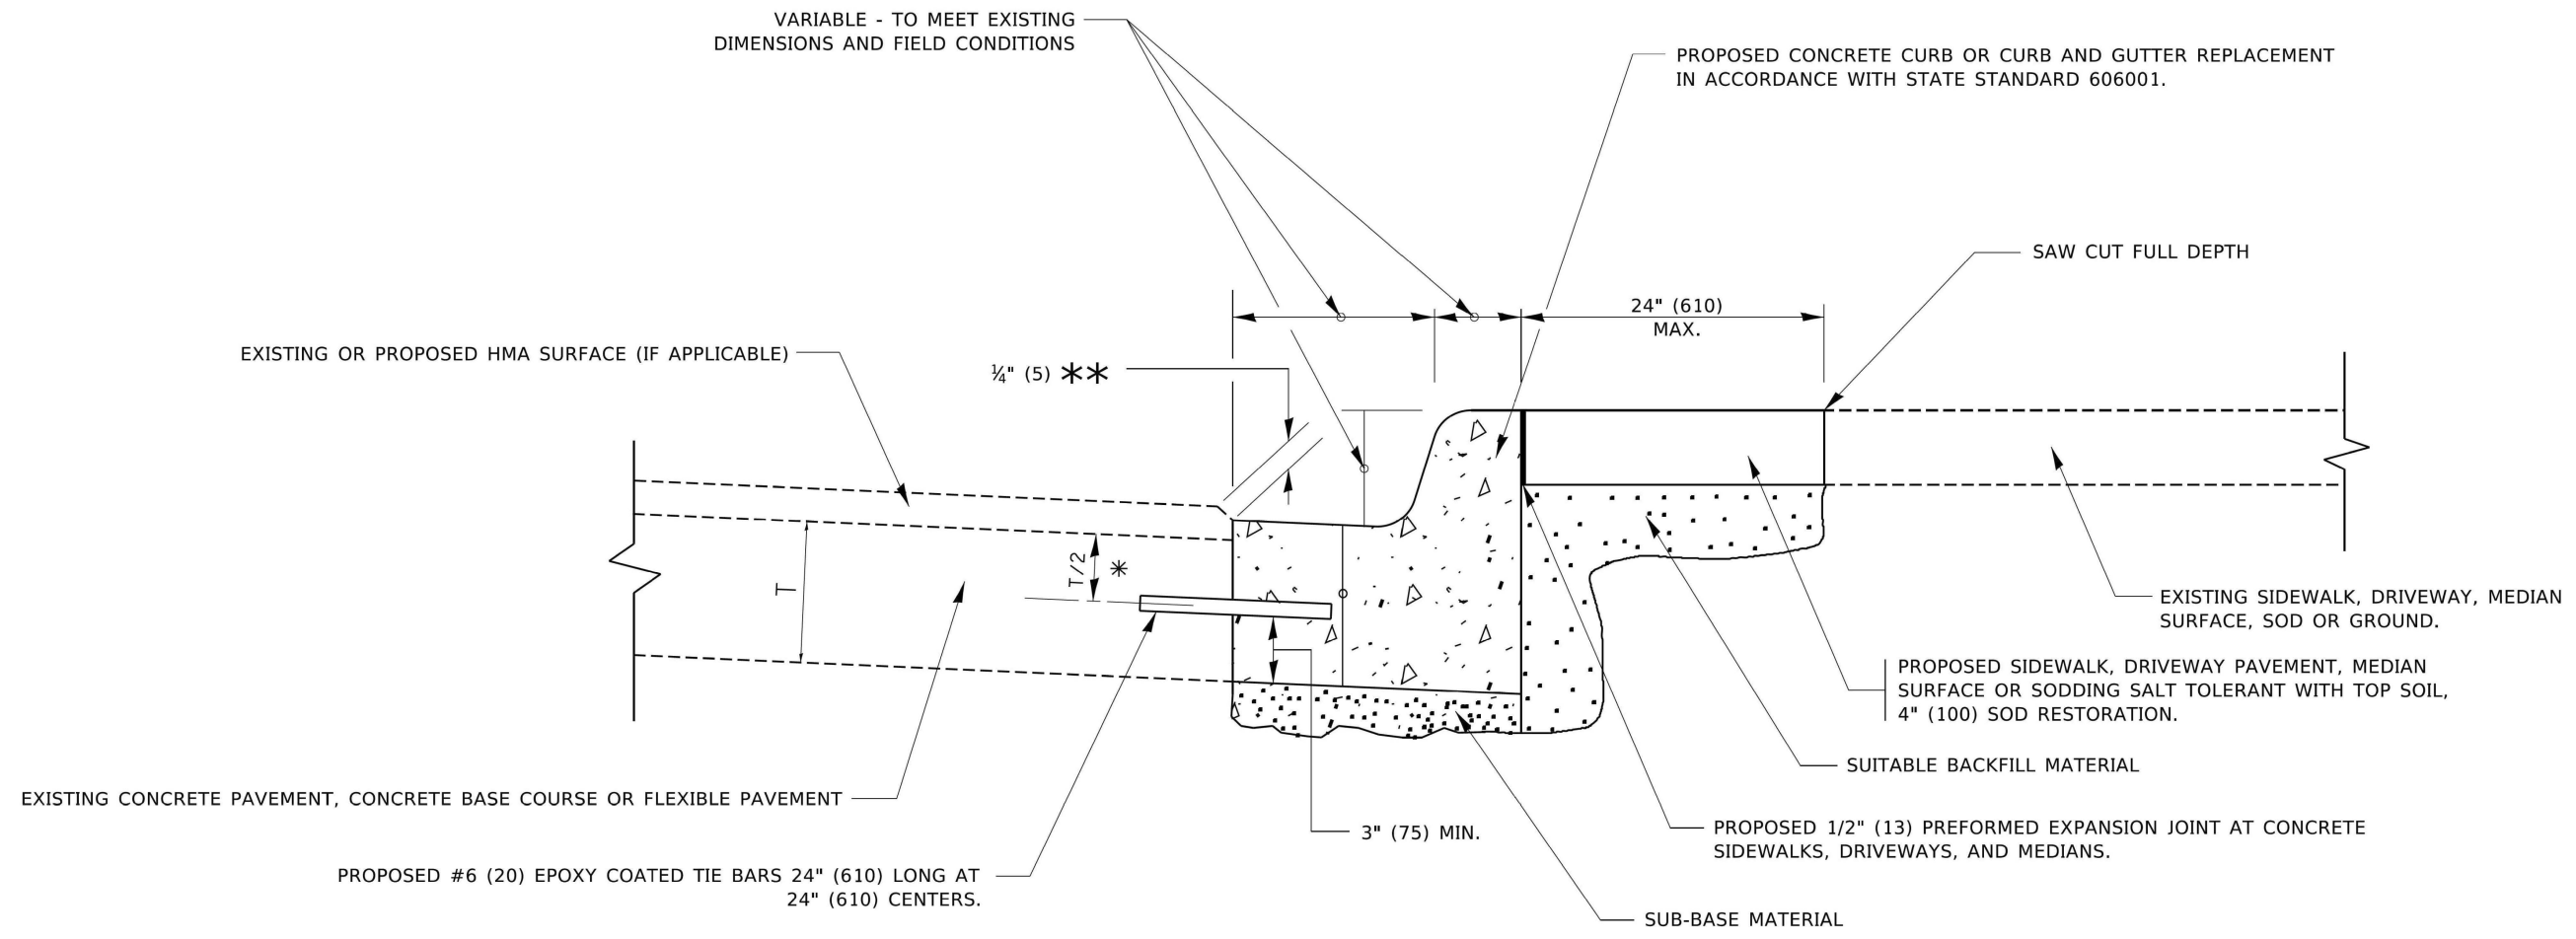 VARIABLE - TO MEET EXISTING
DIMENSIONS AND FIELD CONDITIONS
PROPOSED CONCRETE CURB OR CURB AND GUTTER REPLACEMENT
IN ACCORDANCE WITH STATE STANDARD 606001.
SAW CUT FULL DEPTH
24" (610)
MAX.
EXISTING OR PROPOSED HMA SURFACE (IF APPLICABLE)
¼" (5) **
T/2 *
T
EXISTING SIDEWALK, DRIVEWAY, MEDIAN
SURFACE, SOD OR GROUND.
PROPOSED SIDEWALK, DRIVEWAY PAVEMENT, MEDIAN
SURFACE OR SODDING SALT TOLERANT WITH TOP SOIL,
4" (100) SOD RESTORATION.
SUITABLE BACKFILL MATERIAL
EXISTING CONCRETE PAVEMENT, CONCRETE BASE COURSE OR FLEXIBLE PAVEMENT
3" (75) MIN.
PROPOSED 1/2" (13) PREFORMED EXPANSION JOINT AT CONCRETE
SIDEWALKS, DRIVEWAYS, AND MEDIANS.
PROPOSED #6 (20) EPOXY COATED TIE BARS 24" (610) LONG AT
24" (610) CENTERS.
SUB-BASE MATERIAL